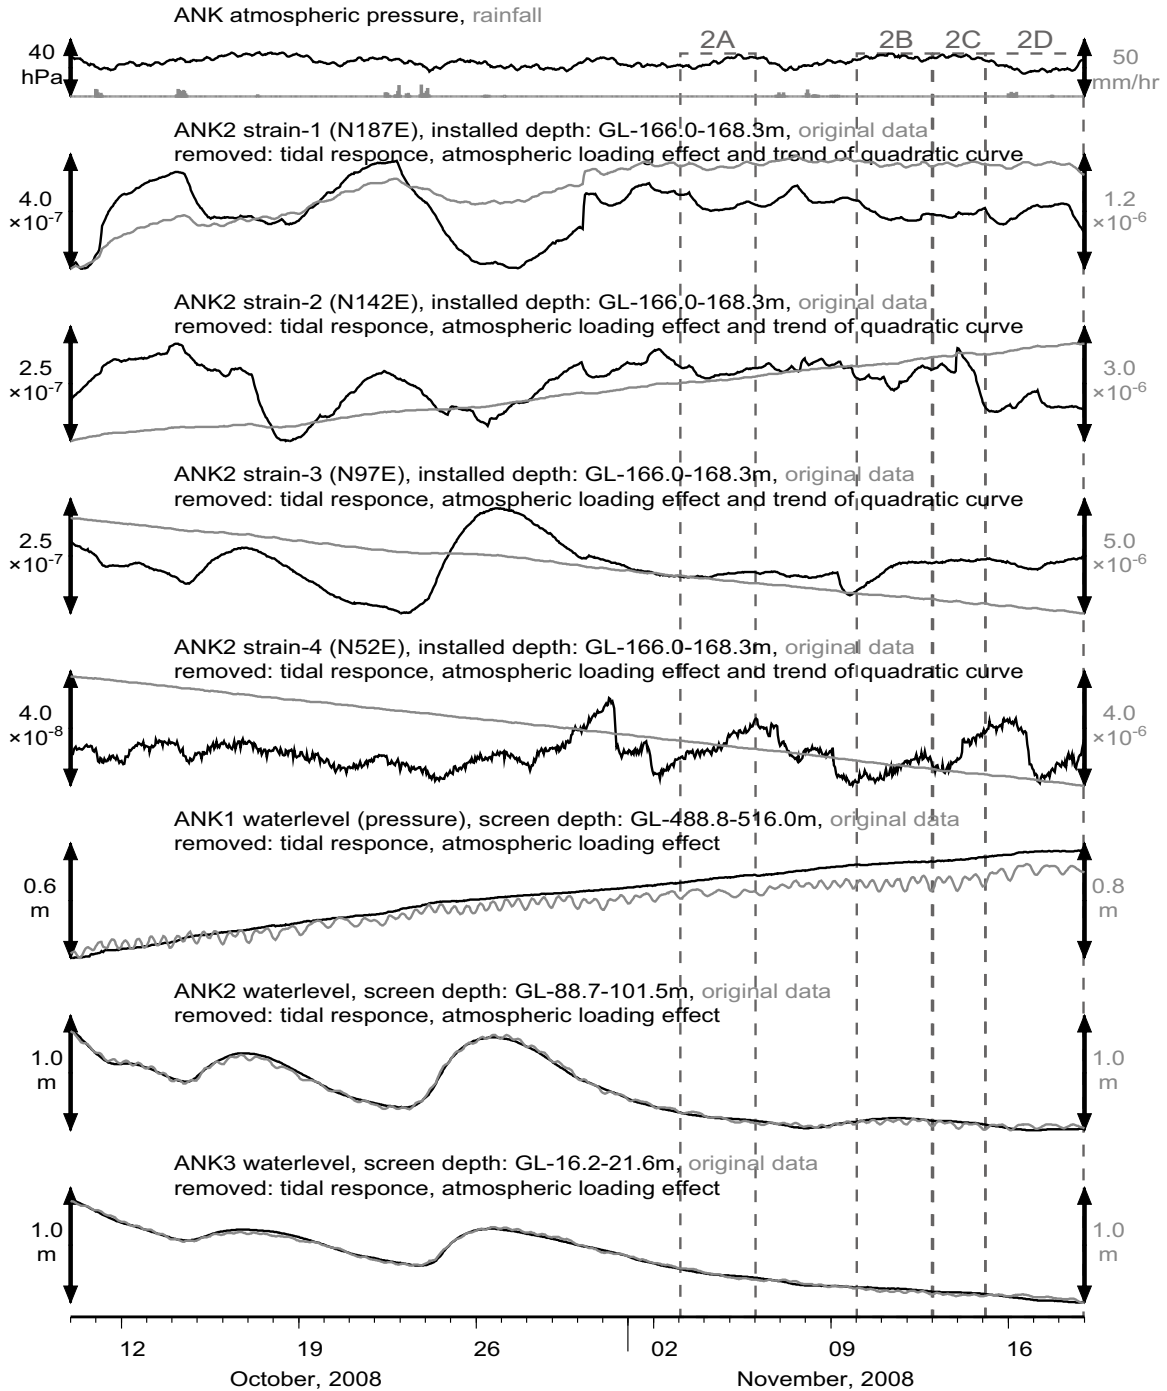 ANK atmospheric pressure, rainfall
40
hPa
2A
2B
2C
2D
50
mm/hr
ANK2 strain-1 (N187E), installed depth: GL-166.0-168.3m, original data
removed: tidal responce, atmospheric loading effect and trend of quadratic curve
4.0
×10-7
1.2
×10-6
ANK2 strain-2 (N142E), installed depth: GL-166.0-168.3m, original data
removed: tidal responce, atmospheric loading effect and trend of quadratic curve
2.5
×10-7
3.0
×10-6
ANK2 strain-3 (N97E), installed depth: GL-166.0-168.3m, original data
removed: tidal responce, atmospheric loading effect and trend of quadratic curve
2.5
×10-7
5.0
×10-6
ANK2 strain-4 (N52E), installed depth: GL-166.0-168.3m, original data
removed: tidal responce, atmospheric loading effect and trend of quadratic curve
4.0
×10-8
4.0
×10-6
ANK1 waterlevel (pressure), screen depth: GL-488.8-516.0m, original data
removed: tidal responce, atmospheric loading effect
0.6
m
0.8
m
ANK2 waterlevel, screen depth: GL-88.7-101.5m, original data
removed: tidal responce, atmospheric loading effect
1.0
m
1.0
m
ANK3 waterlevel, screen depth: GL-16.2-21.6m, original data
removed: tidal responce, atmospheric loading effect
1.0
m
1.0
m
12 19 26 02 09 16
October, 2008 November, 2008